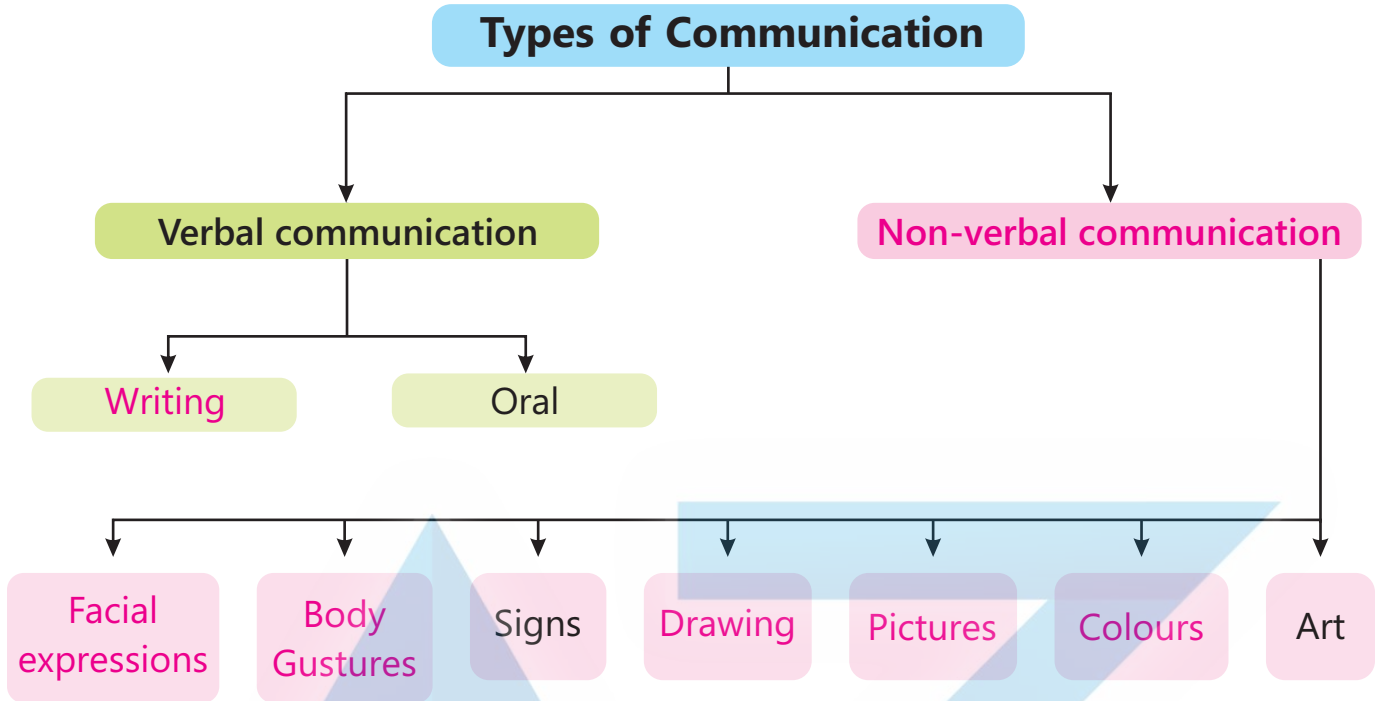 Types of Communication
Verbal communication
Non-verbal communication
Writing
Oral
Facial
expressions
Body
Gustures
Signs
Drawing
Pictures
Colours
Art